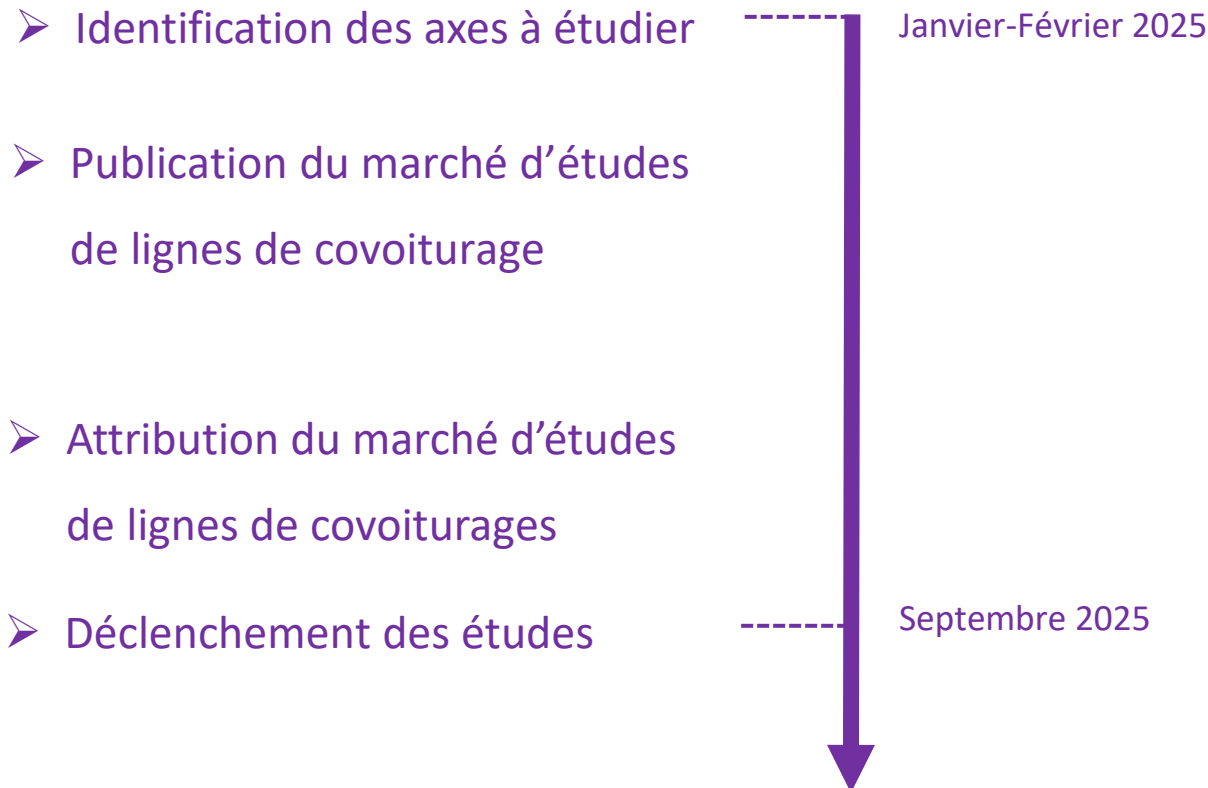 ➢ Identification des axes à étudier
Janvier-Février 2025
➢ Publication du marché d’études
de lignes de covoiturage
➢ Attribution du marché d’études
de lignes de covoiturages
➢ Déclenchement des études
Septembre 2025